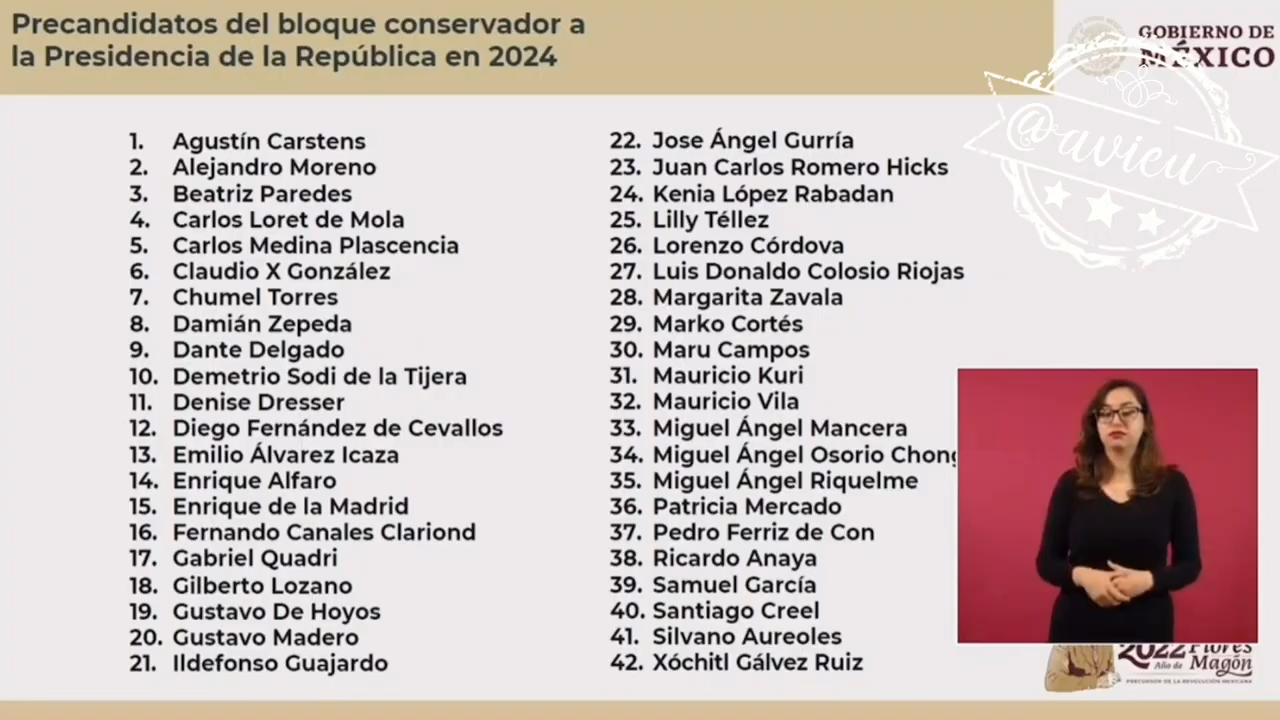 Precandidatos del bloque conservador a
la Presidencia de la República en 2024
GOBIERNO DE
MÉXICO
@avieu
1. Agustín Carstens
2. Alejandro Moreno
3. Beatriz Paredes
4. Carlos Loret de Mola
5. Carlos Medina Plascencia
6. Claudio X González
7. Chumel Torres
8. Damián Zepeda
9. Dante Delgado
10. Demetrio Sodi de la Tijera
11. Denise Dresser
12. Diego Fernández de Cevallos
13. Emilio Álvarez Icaza
14. Enrique Alfaro
15. Enrique de la Madrid
16. Fernando Canales Clariond
17. Gabriel Quadri
18. Gilberto Lozano
19. Gustavo De Hoyos
20. Gustavo Madero
21. Ildefonso Guajardo
22. Jose Ángel Gurría
23. Juan Carlos Romero Hicks
24. Kenia López Rabadan
25. Lilly Téllez
26. Lorenzo Córdova
27. Luis Donaldo Colosio Riojas
28. Margarita Zavala
29. Marko Cortés
30. Maru Campos
31. Mauricio Kuri
32. Mauricio Vila
33. Miguel Ángel Mancera
34. Miguel Ángel Osorio Chong
35. Miguel Ángel Riquelme
36. Patricia Mercado
37. Pedro Ferriz de Con
38. Ricardo Anaya
39. Samuel García
40. Santiago Creel
41. Silvano Aureoles
42. Xóchitl Gálvez Ruiz
2022 Flores
Año de Magón
PRECURSOR DE LA REVOLUCIÓN MEXICANA